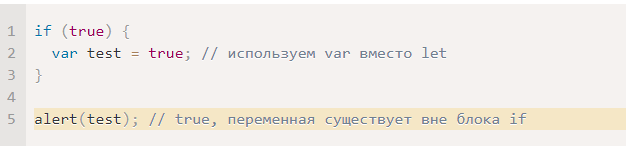 1 if (true) {
2   var test = true; // используем var вместо let
3 }
4
5 alert(test); // true, переменная существует вне блока if